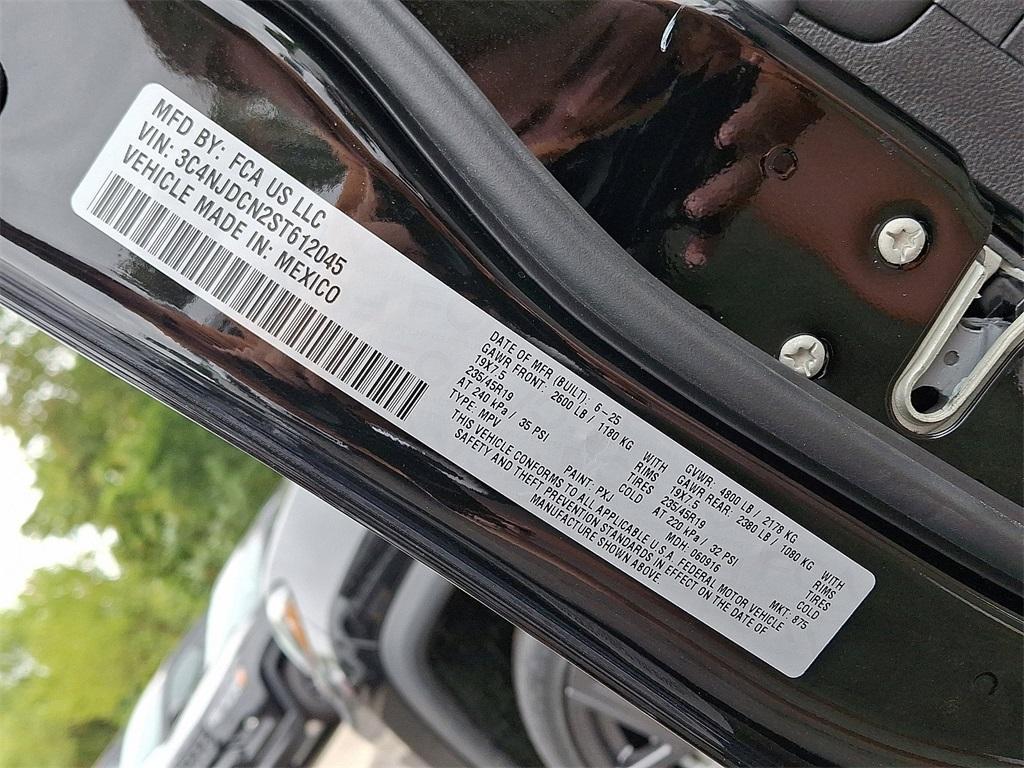 MFD BY: FCA US LLC
VIN: 3C4NJDCN2ST612045
VEHICLE MADE IN: MEXICO
DATE OF MFR (BUILT): 6-25 GVWR: 4800 LB / 2178 KG
GAWR FRONT: 2600 LB / 1180 KG WITH GAWR REAR: 2380 LB / 1080 KG WITH
19X7.5 RIMS 19X7.5 RIMS
235/45R19 TIRES 235/45R19 TIRES
AT 240 kPa / 35 PSI COLD AT 220 kPa / 32 PSI COLD
TYPE: MPV PAINT: PXJ MDH: 060916 MKT: 875
THIS VEHICLE CONFORMS TO ALL APPLICABLE U.S.A. FEDERAL MOTOR VEHICLE
SAFETY AND THEFT PREVENTION STANDARDS IN EFFECT ON THE DATE OF
MANUFACTURE SHOWN ABOVE.